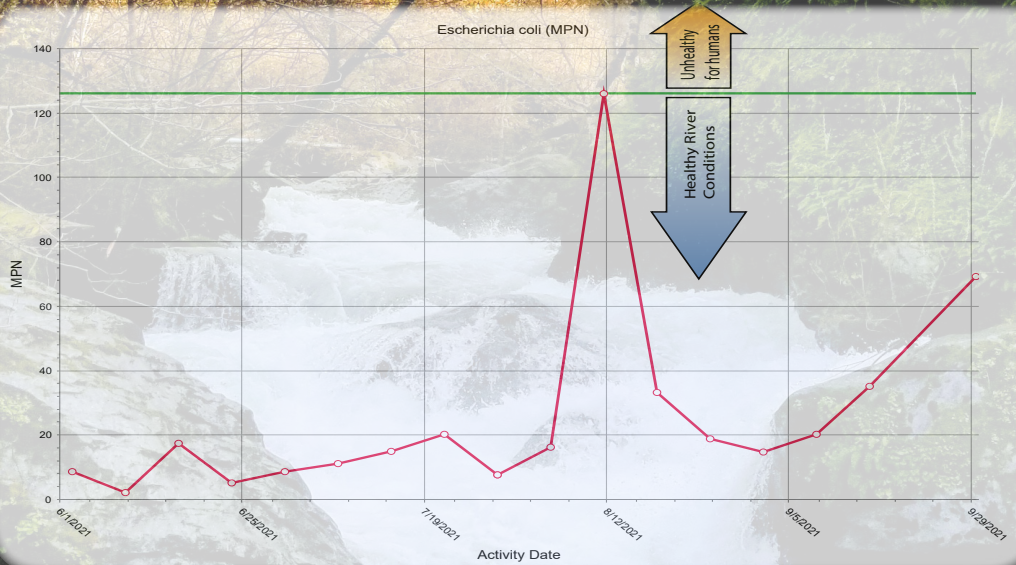 Escherichia coli (MPN)
Unhealthy
for humans
Healthy River
Conditions
140
120
100
80
60
40
20
0
MPN
6/1/2021
6/25/2021
7/19/2021
8/12/2021
9/5/2021
9/29/2021
Activity Date